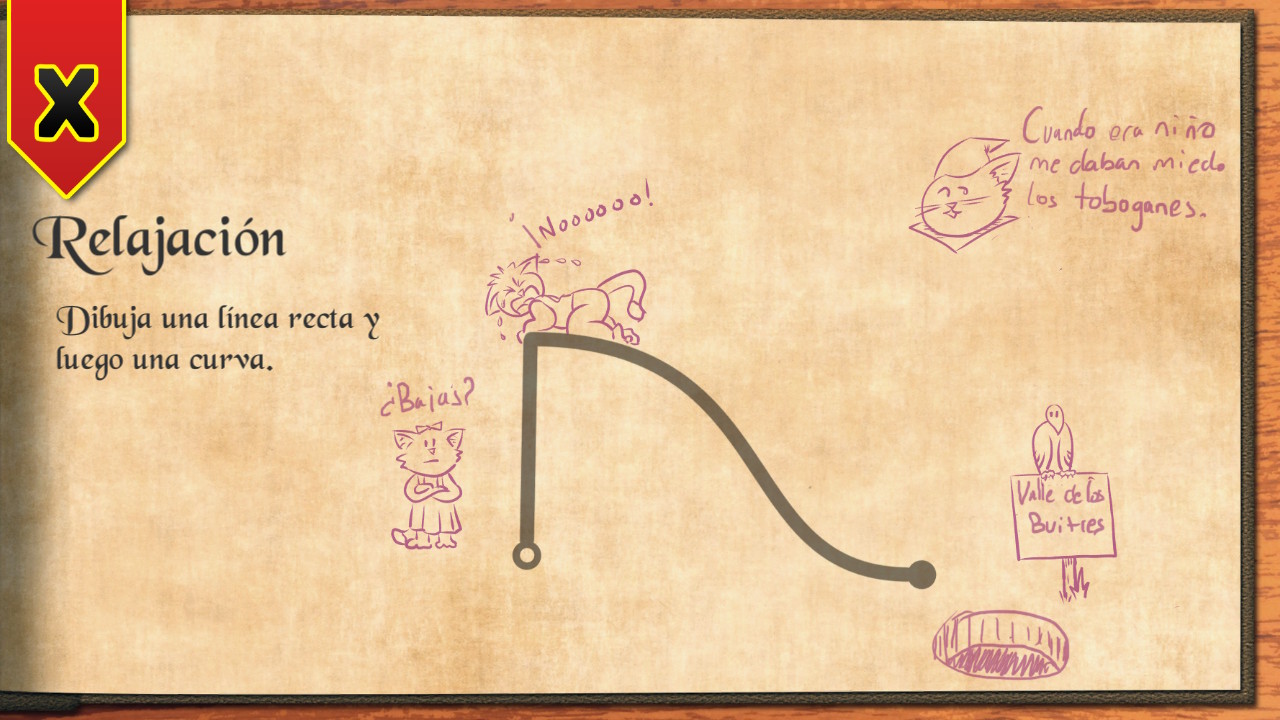 X
Relajación
Dibuja una línea recta y
luego una curva.
¡Noooooo!
¿Bajas?
Cuando era niño
me daban miedo
los toboganes.
Valle de los
Buitres